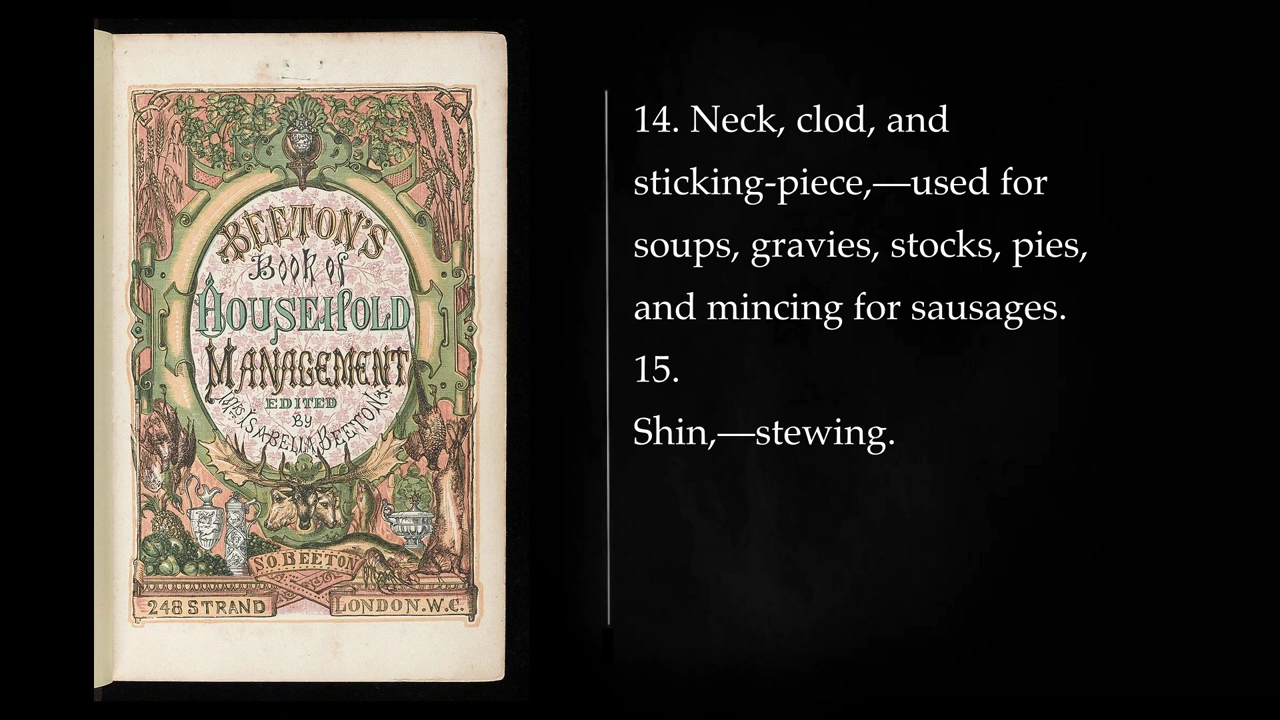 BEETON'S
Book of
HOUSEHOLD
MANAGEMENT
EDITED
BY
MRS ISABELLA BEETON
S.O. BEETON
248 STRAND
LONDON. W.C.
14. Neck, clod, and
sticking-piece,—used for
soups, gravies, stocks, pies,
and mincing for sausages.
15.
Shin,—stewing.